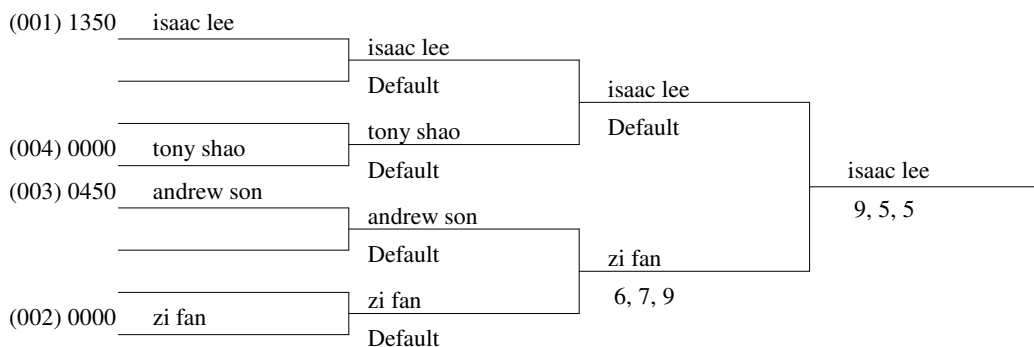 (001) 1350 isaac lee
isaac lee
Default
isaac lee
Default
(004) 0000 tony shao
tony shao
Default
(003) 0450 andrew son
andrew son
Default
zi fan
6, 7, 9
(002) 0000 zi fan
zi fan
Default
isaac lee
9, 5, 5